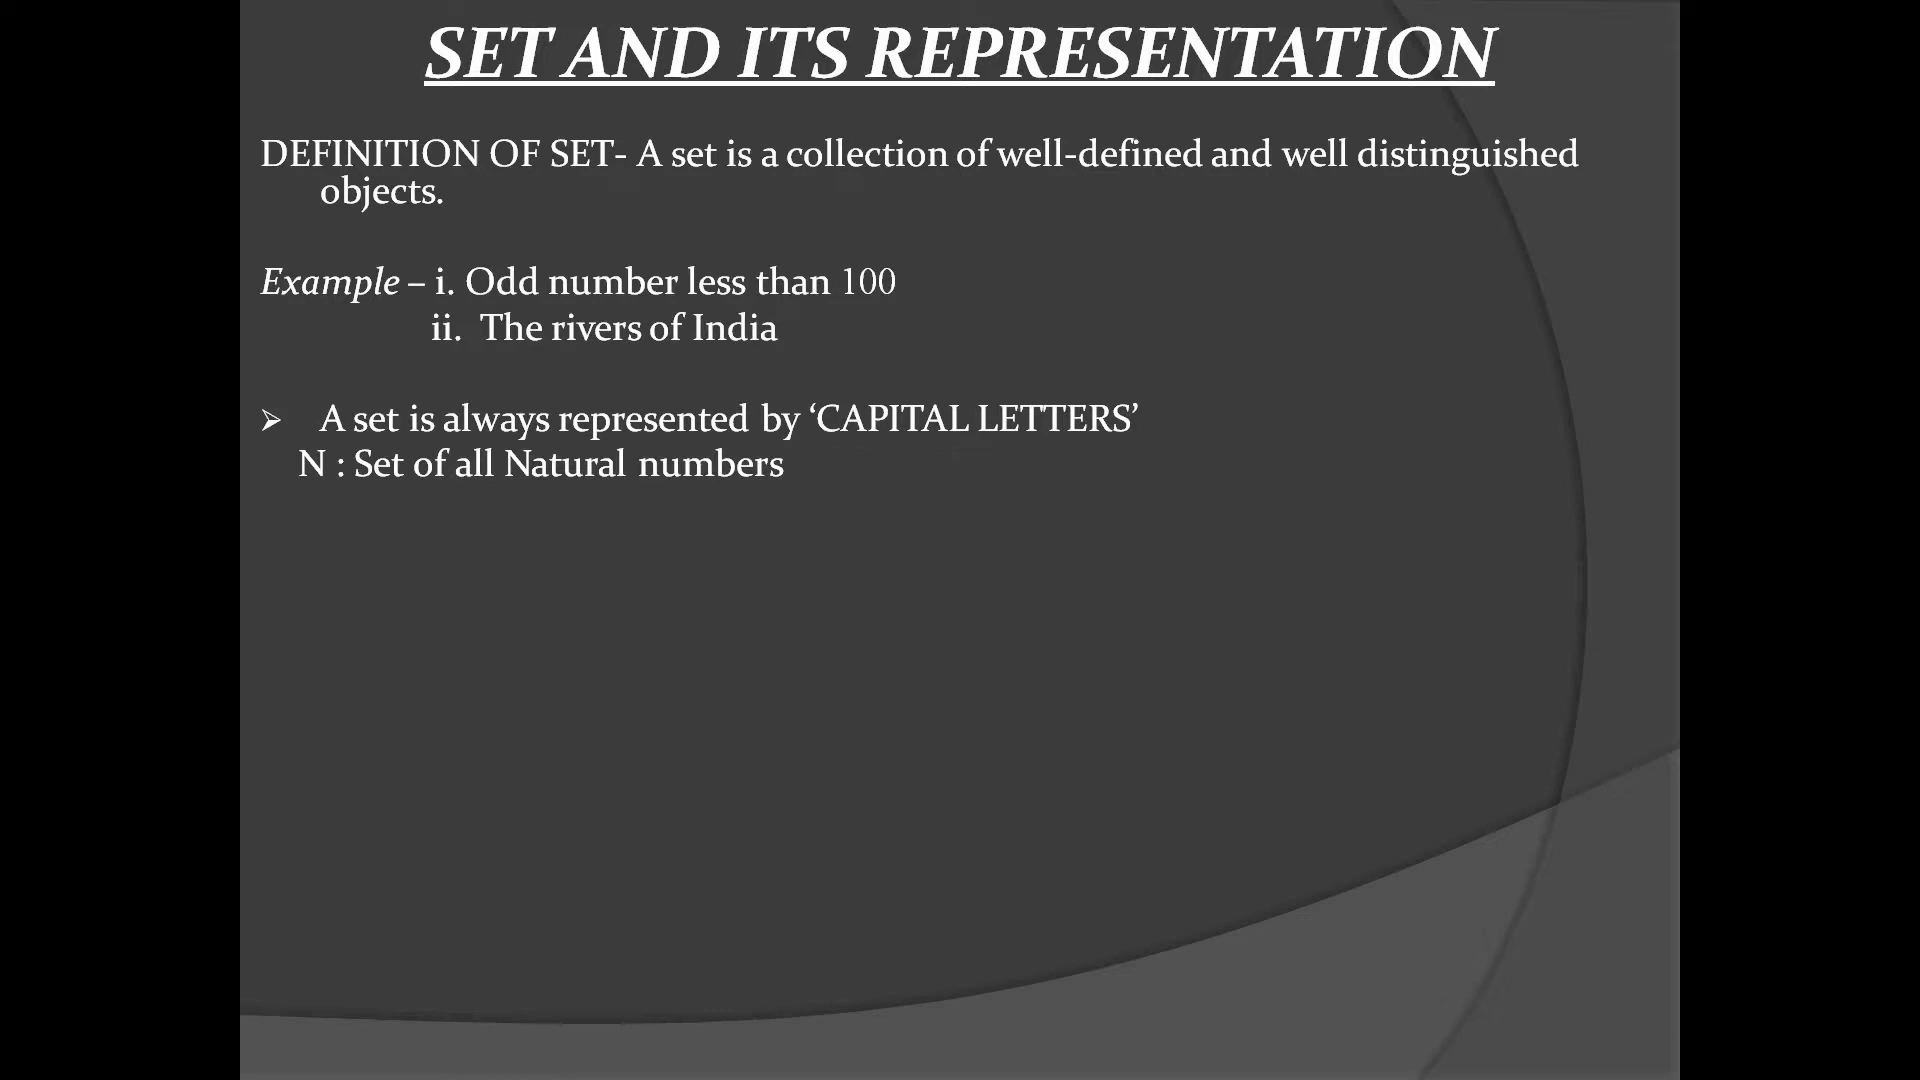 SET AND ITS REPRESENTATION
DEFINITION OF SET- A set is a collection of well-defined and well distinguished
objects.
Example – i. Odd number less than 100
ii. The rivers of India
➢ A set is always represented by ‘CAPITAL LETTERS’
N : Set of all Natural numbers